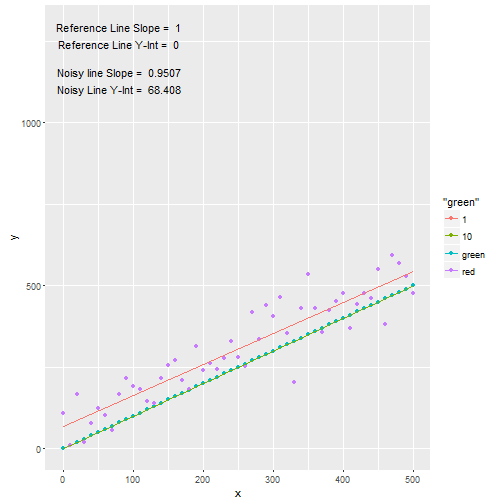 Reference Line Slope = 1
Reference Line Y-Int = 0
Noisy line Slope = 0.9507
Noisy Line Y-Int = 68.408
1000
500
0
y
0
100
200
300
400
500
x
"green"
1
10
green
red